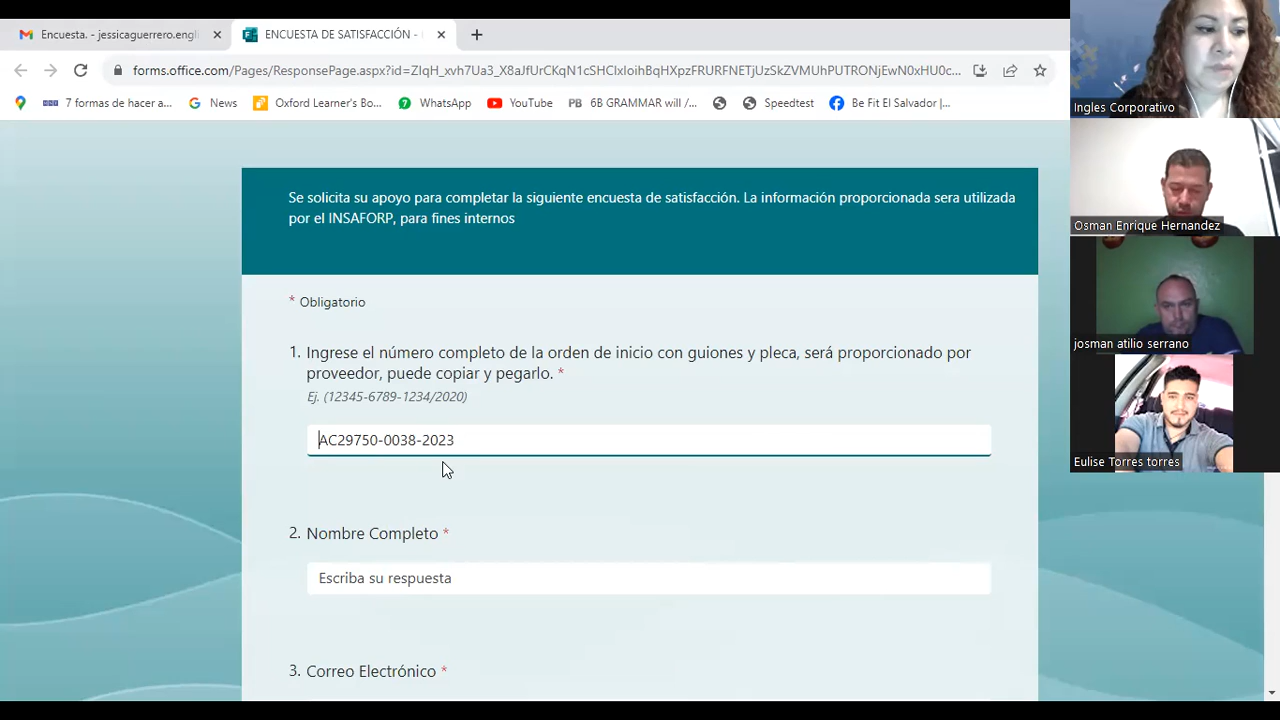 Encuesta. - jessicaguerrero.engli
ENCUESTA DE SATISFACCIÓN -
forms.office.com/Pages/ResponsePage.aspx?id=ZIqH_xvh7Ua3_X8aJfUrCKqN1cSHCIxIoihBqHXpzFRURFNETjUzSkZVMUhPUTRONjEwN0xHU0c...
7 formas de hacer a...
News
Oxford Learner's Bo...
WhatsApp
YouTube
PB 6B GRAMMAR will /...
Speedtest
Be Fit El Salvador |...
Se solicita su apoyo para completar la siguiente encuesta de satisfacción. La información proporcionada sera utilizada
por el INSAFORP, para fines internos
* Obligatorio
1. Ingrese el número completo de la orden de inicio con guiones y pleca, será proporcionado por
proveedor, puede copiar y pegarlo. *
Ej. (12345-6789-1234/2020)
AC29750-0038-2023
2. Nombre Completo *
Escriba su respuesta
3. Correo Electrónico *
Ingles Corporativo
Osman Enrique Hernandez
josman atilio serrano
Eulise Torres torres